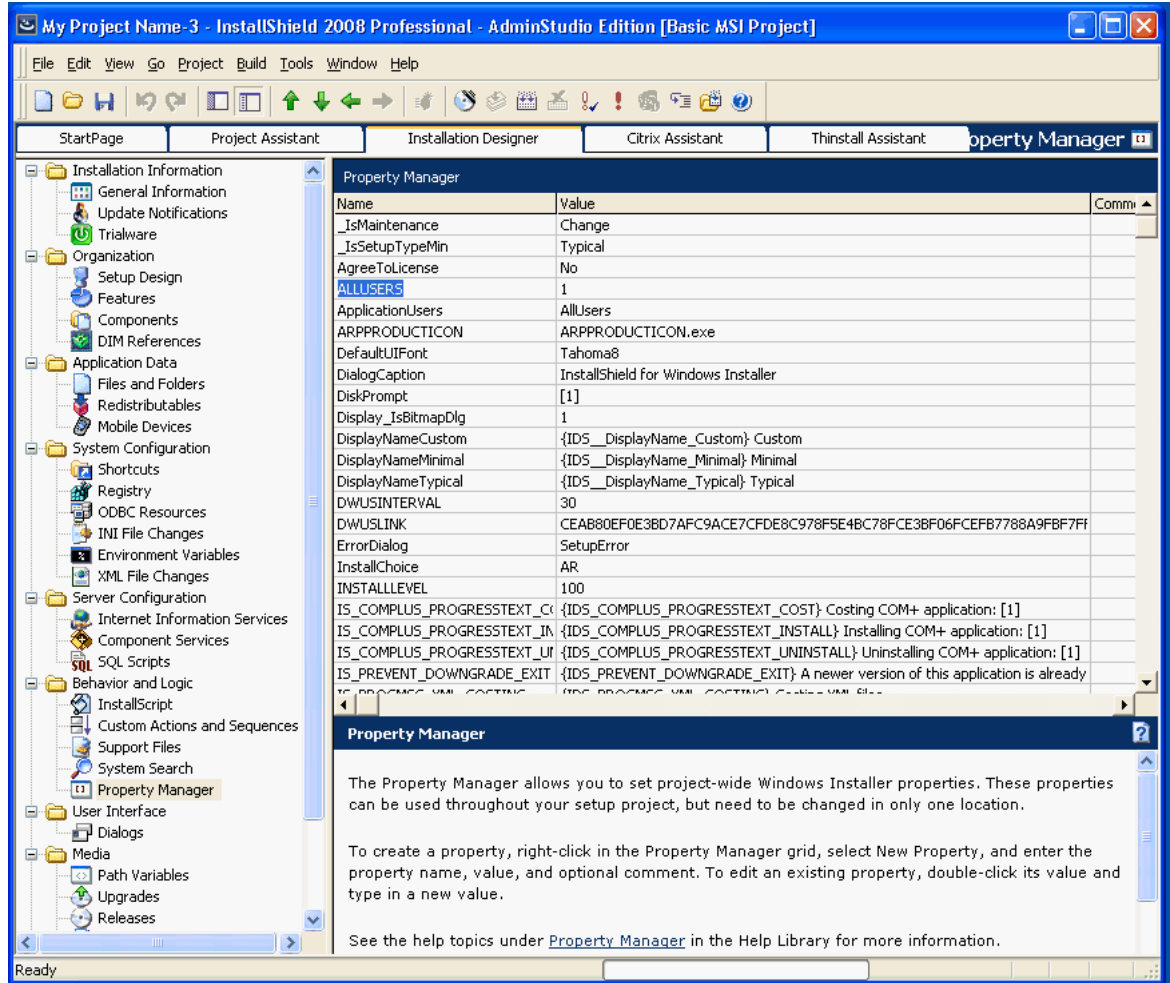 My Project Name-3 - InstallShield 2008 Professional - AdminStudio Edition [Basic MSI Project]
File Edit View Go Project Build Tools Window Help
StartPage Project Assistant Installation Designer Citrix Assistant Thinstall Assistant operty Manager
Installation Information
General Information
Update Notifications
Trialware
Organization
Setup Design
Features
Components
DIM References
Application Data
Files and Folders
Redistributables
Mobile Devices
System Configuration
Shortcuts
Registry
ODBC Resources
INI File Changes
Environment Variables
XML File Changes
Server Configuration
Internet Information Services
Component Services
SQL Scripts
Behavior and Logic
InstallScript
Custom Actions and Sequences
Support Files
System Search
Property Manager
User Interface
Dialogs
Media
Path Variables
Upgrades
Releases
Property Manager
Name Value Comme
_IsMaintenance Change
_IsSetupTypeMin Typical
AgreeToLicense No
ALLUSERS 1
ApplicationUsers AllUsers
ARPPRODUCTICON ARPPRODUCTICON.exe
DefaultUIFont Tahoma8
DialogCaption InstallShield for Windows Installer
DiskPrompt [1]
Display_IsBitmapDlg 1
DisplayNameCustom {IDS__DisplayName_Custom} Custom
DisplayNameMinimal {IDS__DisplayName_Minimal} Minimal
DisplayNameTypical {IDS__DisplayName_Typical} Typical
DWUSINTERVAL 30
DWUSLINK CEAB80EF0E3BD7AFC9ACE7CFDE8C978F5E4BC78FCE3BF06FCEFB7788A9FBF7FF
ErrorDialog SetupError
InstallChoice AR
INSTALLLEVEL 100
IS_COMPLUS_PROGRESSTEXT_CO {IDS_COMPLUS_PROGRESSTEXT_COST} Costing COM+ application: [1]
IS_COMPLUS_PROGRESSTEXT_IN {IDS_COMPLUS_PROGRESSTEXT_INSTALL} Installing COM+ application: [1]
IS_COMPLUS_PROGRESSTEXT_UN {IDS_COMPLUS_PROGRESSTEXT_UNINSTALL} Uninstalling COM+ application: [1]
IS_PREVENT_DOWNGRADE_EXIT {IDS_PREVENT_DOWNGRADE_EXIT} A newer version of this application is already
IS_PROGMSG_XML_COSTING {IDS_PROGMSG_XML_COSTING} Costing XML files
Property Manager
The Property Manager allows you to set project-wide Windows Installer properties. These properties
can be used throughout your setup project, but need to be changed in only one location.
To create a property, right-click in the Property Manager grid, select New Property, and enter the
property name, value, and optional comment. To edit an existing property, double-click its value and
type in a new value.
See the help topics under Property Manager in the Help Library for more information.
Ready